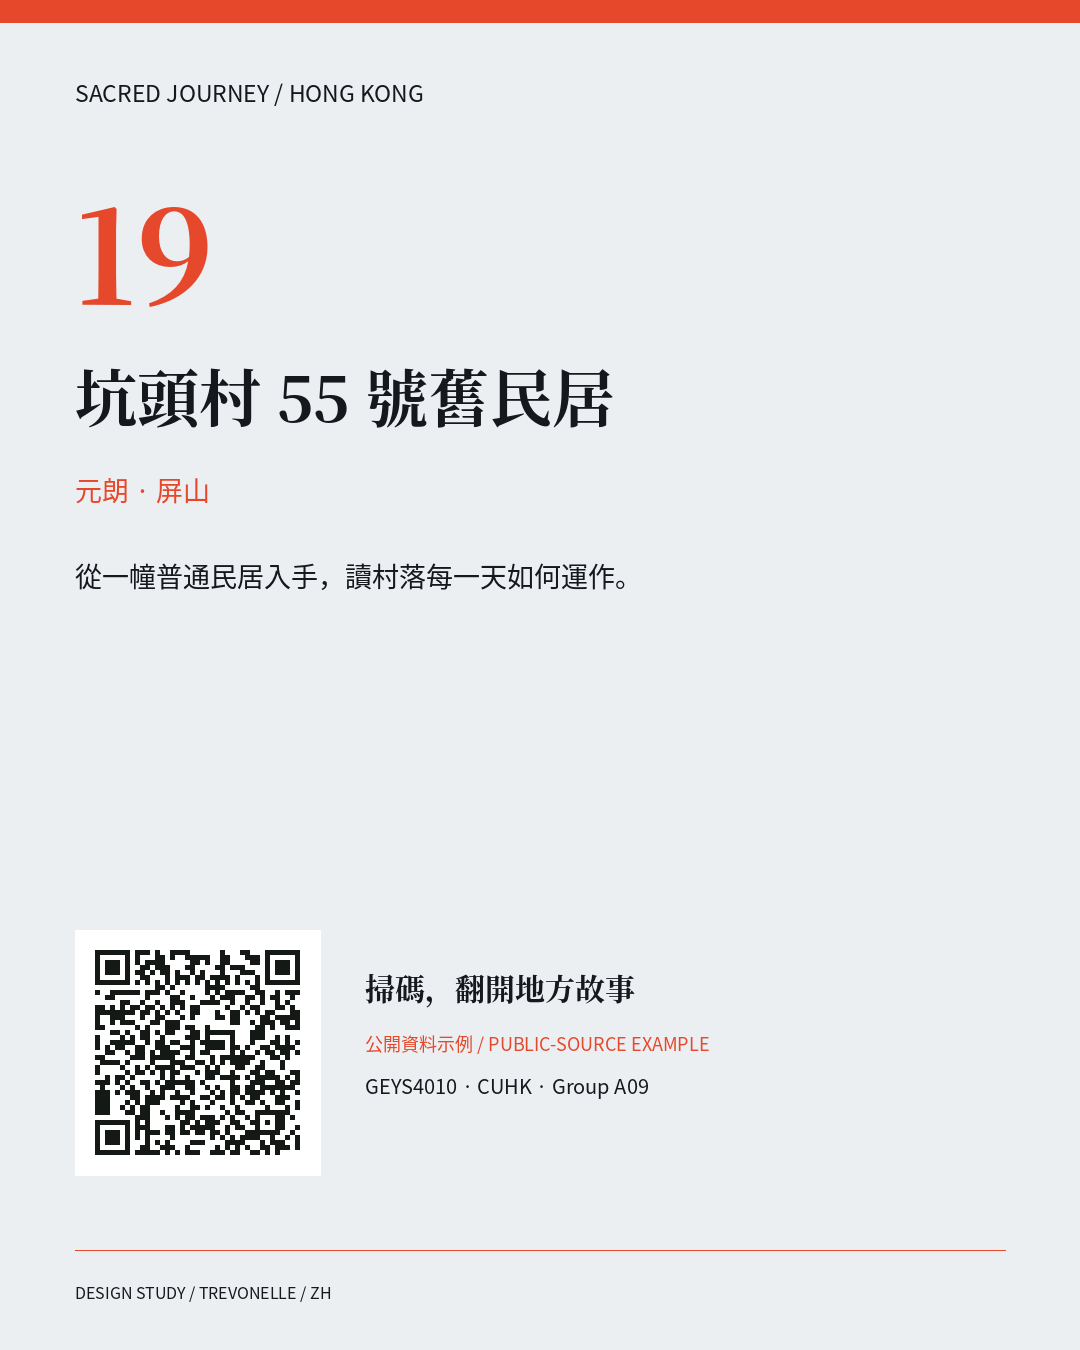 SACRED JOURNEY / HONG KONG
19
坑頭村 55 號舊民居
元朗 · 屏山
從一幢普通民居入手，讀村落每一天如何運作。
掃碼，翻開地方故事
公開資料示例 / PUBLIC-SOURCE EXAMPLE
GEYS4010 · CUHK · Group A09
DESIGN STUDY / TREVONELLE / ZH